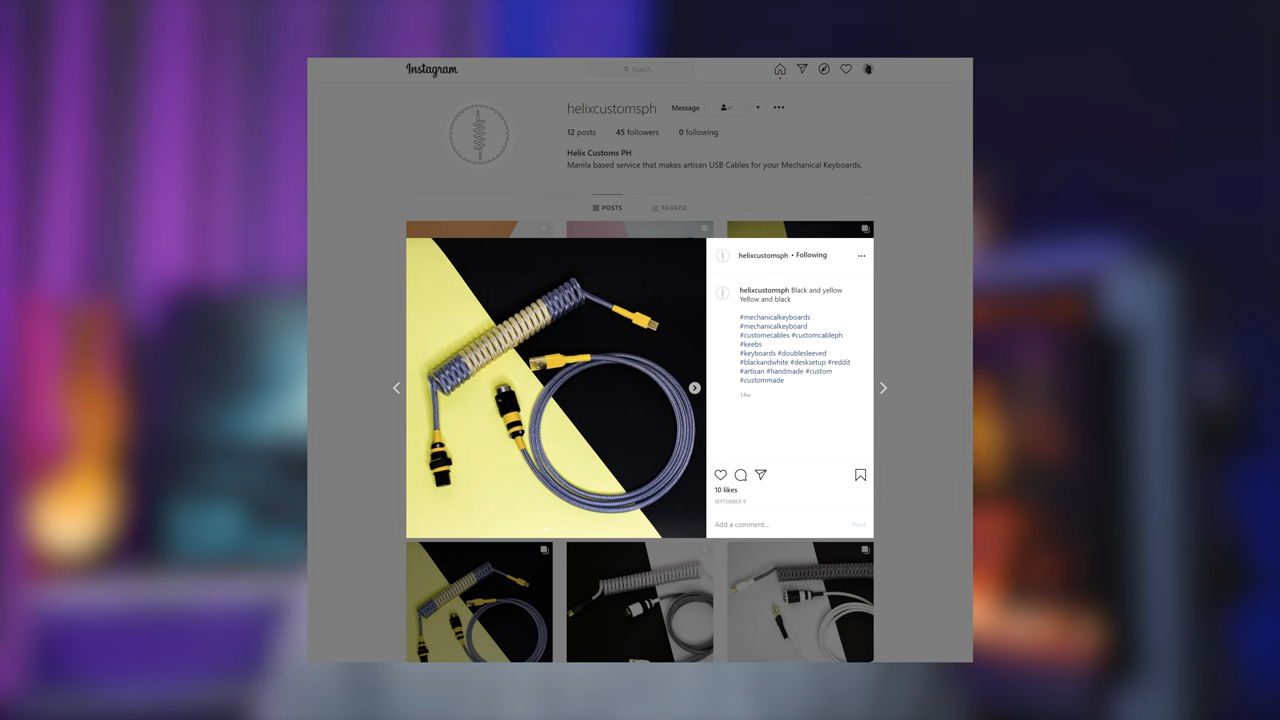 Instagram
Search
helixcustomsph
Message
12 posts 45 followers 0 following
Helix Customs PH
Manila based service that makes artisan USB Cables for your Mechanical Keyboards.
POSTS TAGGED
helixcustomsph • Following
helixcustomsph Black and yellow
Yellow and black
#mechanicalkeyboards
#mechanicalkeyboard
#customecables #customcableph
#keebs
#keyboards #doublesleeved
#blackandwhite #desksetup #reddit
#artisan #handmade #custom
#custommade
14w
10 likes
SEPTEMBER 9
Add a comment... Post